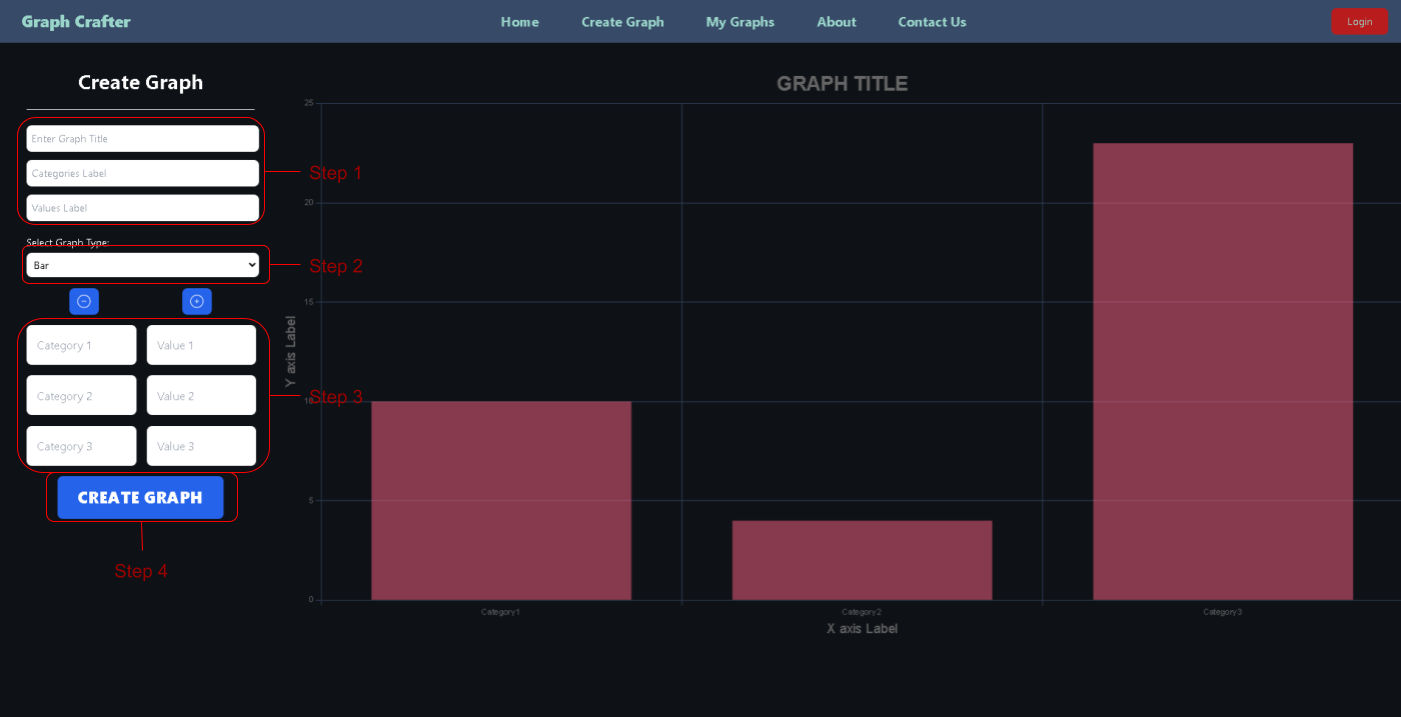 Graph Crafter
Home
Create Graph
My Graphs
About
Contact Us
Login
Create Graph
Enter Graph Title
Categories Label
Values Label
Step 1
Select Graph Type:
Bar
Step 2
Category 1
Value 1
Category 2
Value 2
Category 3
Value 3
Step 3
CREATE GRAPH
Step 4
GRAPH TITLE
25
20
15
10
5
0
Y axis Label
Category1
Category2
Category3
X axis Label